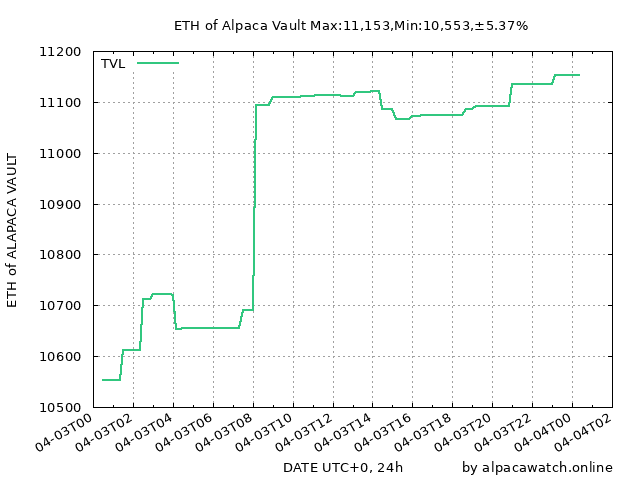 ETH of Alpaca Vault Max:11,153,Min:10,553,±5.37%
TVL
11200
11100
11000
10900
10800
10700
10600
10500
ETH of ALAPACA VAULT
04-03T00
04-03T02
04-03T04
04-03T06
04-03T08
04-03T10
04-03T12
04-03T14
04-03T16
04-03T18
04-03T20
04-03T22
04-04T00
04-04T02
DATE UTC+0, 24h
by alpacawatch.online